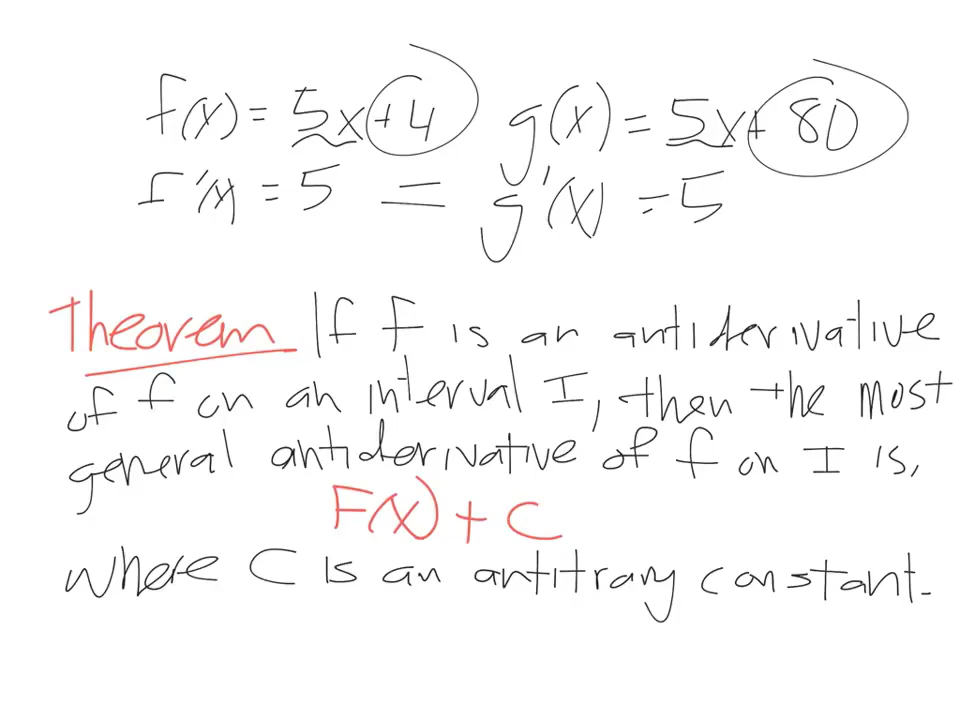 f(x) = 5x+4 g(x) = 5x+ 80
f'(x) = 5 = g'(x) = 5
Theorem If F is an antiderivative
of f on an interval I, then the most
general antiderivative of f on I is,
F(x) + C
where C is an antitrary constant.